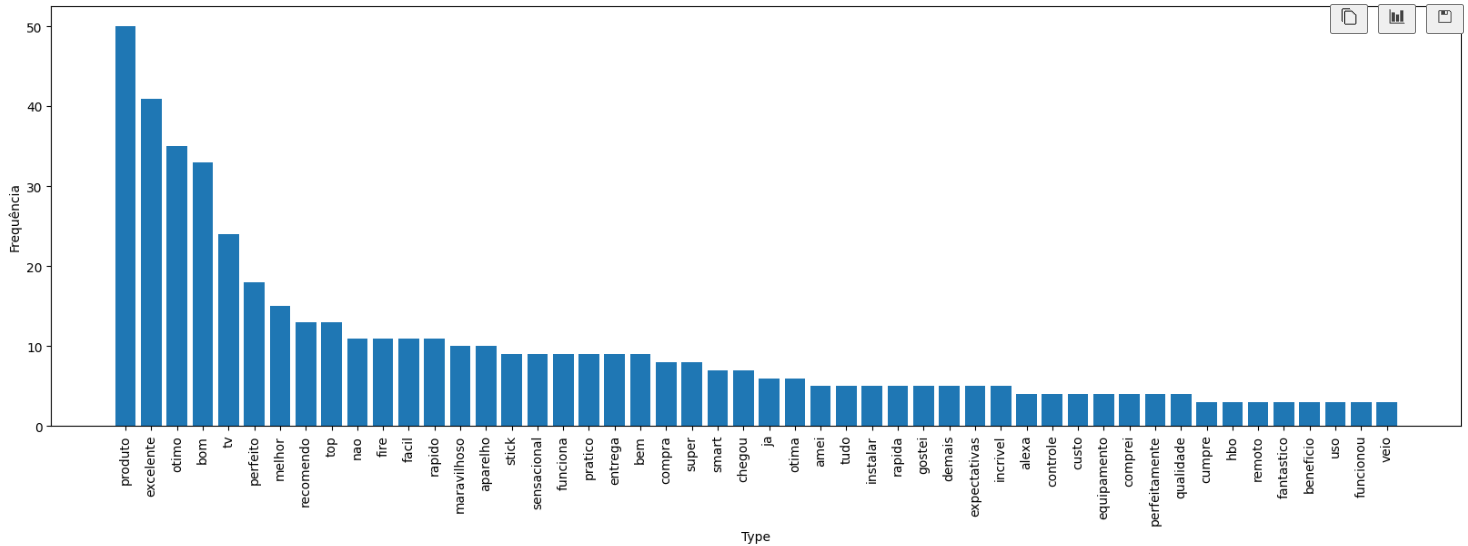 50
40
30
20
10
0
Frequência
produto
excelente
otimo
bom
tv
perfeito
melhor
recomendo
top
nao
fire
facil
rapido
maravilhoso
aparelho
stick
sensacional
funciona
pratico
entrega
bem
compra
super
smart
chegou
ja
otima
amei
tudo
instalar
rapida
gostei
demais
expectativas
incrivel
alexa
controle
custo
equipamento
comprei
perfeitamente
qualidade
cumpre
hbo
remoto
fantastico
beneficio
uso
funcionou
veio
Type